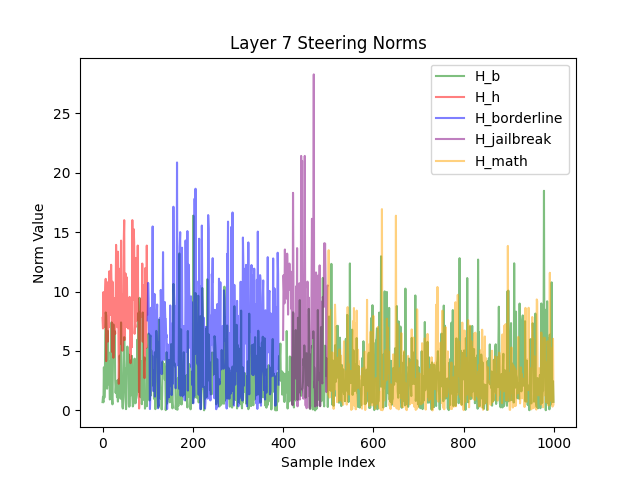 Layer 7 Steering Norms
H_b
H_h
H_borderline
H_jailbreak
H_math
Norm Value
25
20
15
10
5
0
0
200
400
600
800
1000
Sample Index